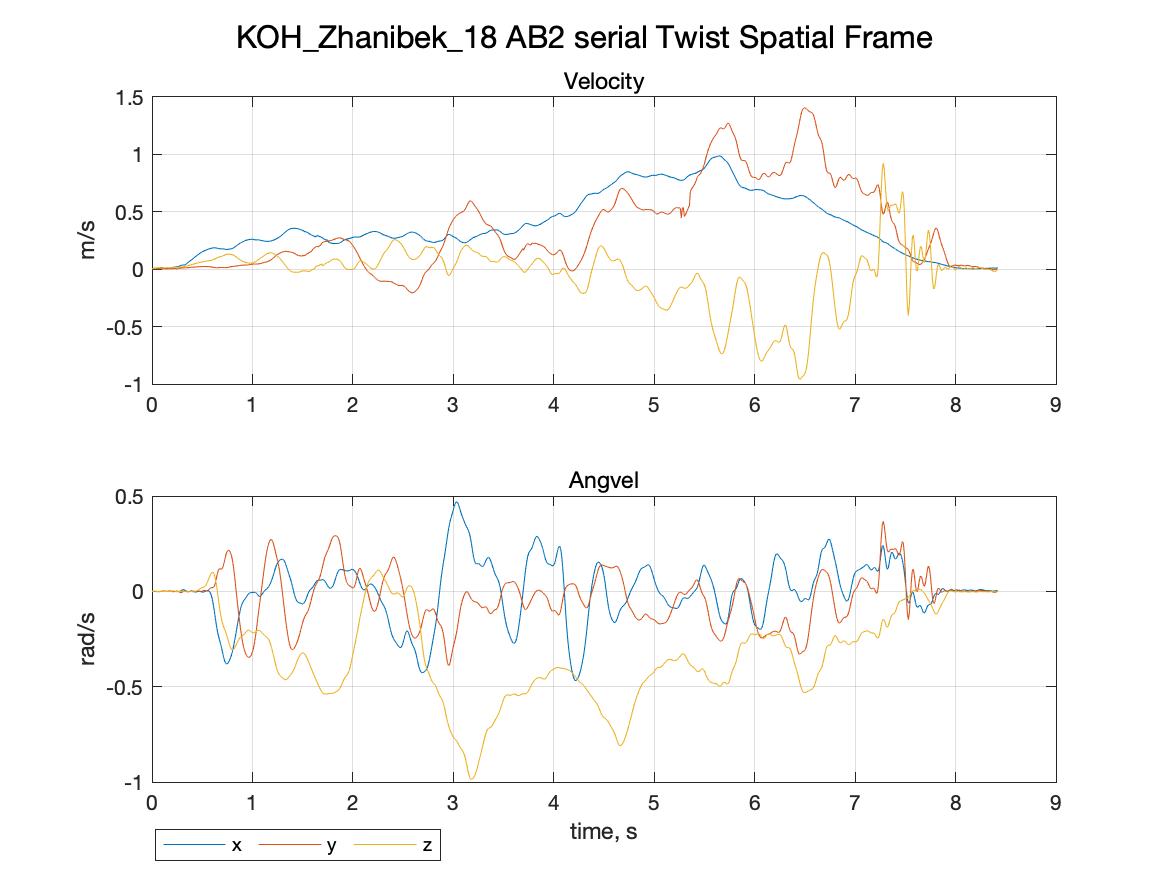 KOH_Zhanibek_18 AB2 serial Twist Spatial Frame
Velocity
1.5
1
0.5
0
-0.5
-1
m/s
0 1 2 3 4 5 6 7 8 9
Angvel
0.5
0
-0.5
-1
rad/s
0 1 2 3 4 5 6 7 8 9
time, s
x y z